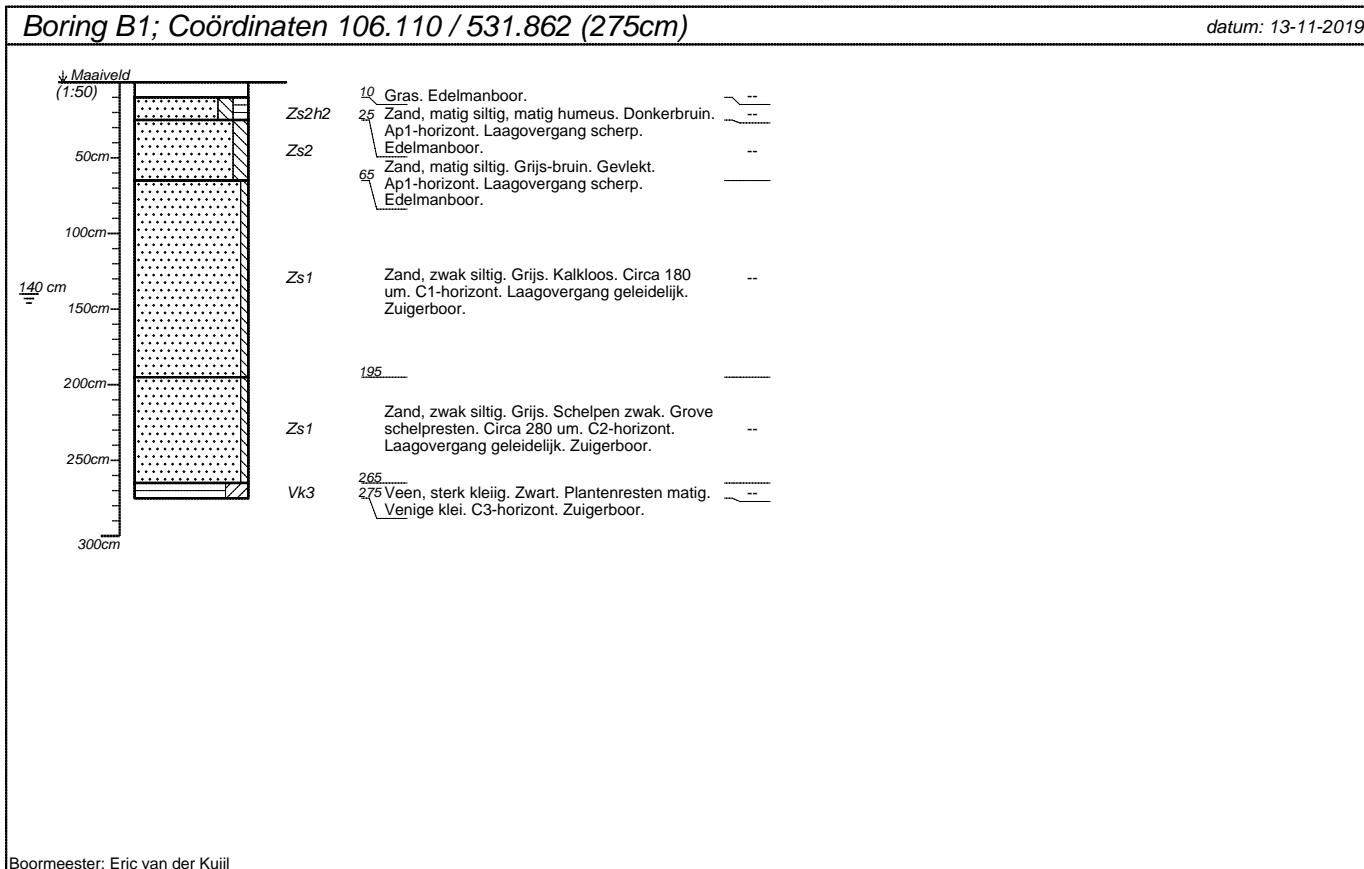 Boring B1; Coördinaten 106.110 / 531.862 (275cm)
datum: 13-11-2019
Maaiveld
(1:50)
10 Gras. Edelmanboor. --
Zs2h2 25 Zand, matig siltig, matig humeus. Donkerbruin. --
Ap1-horizont. Laagovergang scherp.
Edelmanboor.
50cm Zs2 --
65 Zand, matig siltig. Grijs-bruin. Gevlekt.
Ap1-horizont. Laagovergang scherp.
Edelmanboor.
100cm
140 cm
150cm
Zs1 Zand, zwak siltig. Grijs. Kalkloos. Circa 180 --
um. C1-horizont. Laagovergang geleidelijk.
Zuigerboor.
195
200cm
Zs1 Zand, zwak siltig. Grijs. Schelpen zwak. Grove --
schelpresten. Circa 280 um. C2-horizont.
Laagovergang geleidelijk. Zuigerboor.
250cm
265
Vk3 275 Veen, sterk kleiig. Zwart. Plantenresten matig. --
Venige klei. C3-horizont. Zuigerboor.
300cm
Boormeester: Eric van der Kuijl